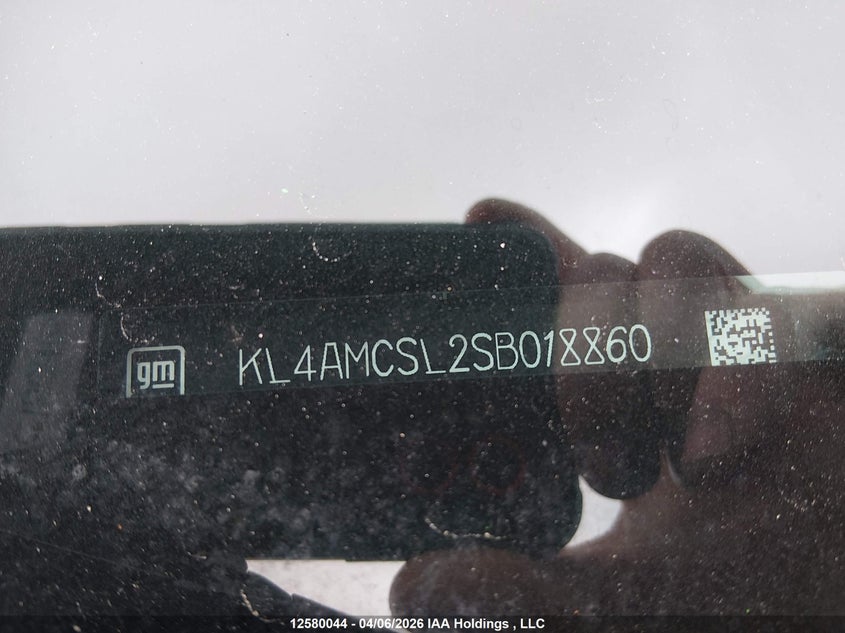 gm KL4AMCSL2SB018860
12580044 - 04/06/2026 IAA Holdings , LLC